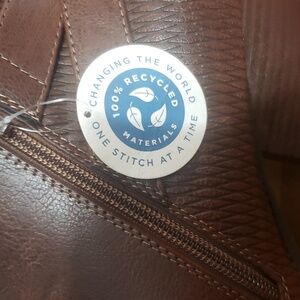 CHANGING THE WORLD
ONE STITCH AT A TIME
100% RECYCLED
MATERIALS